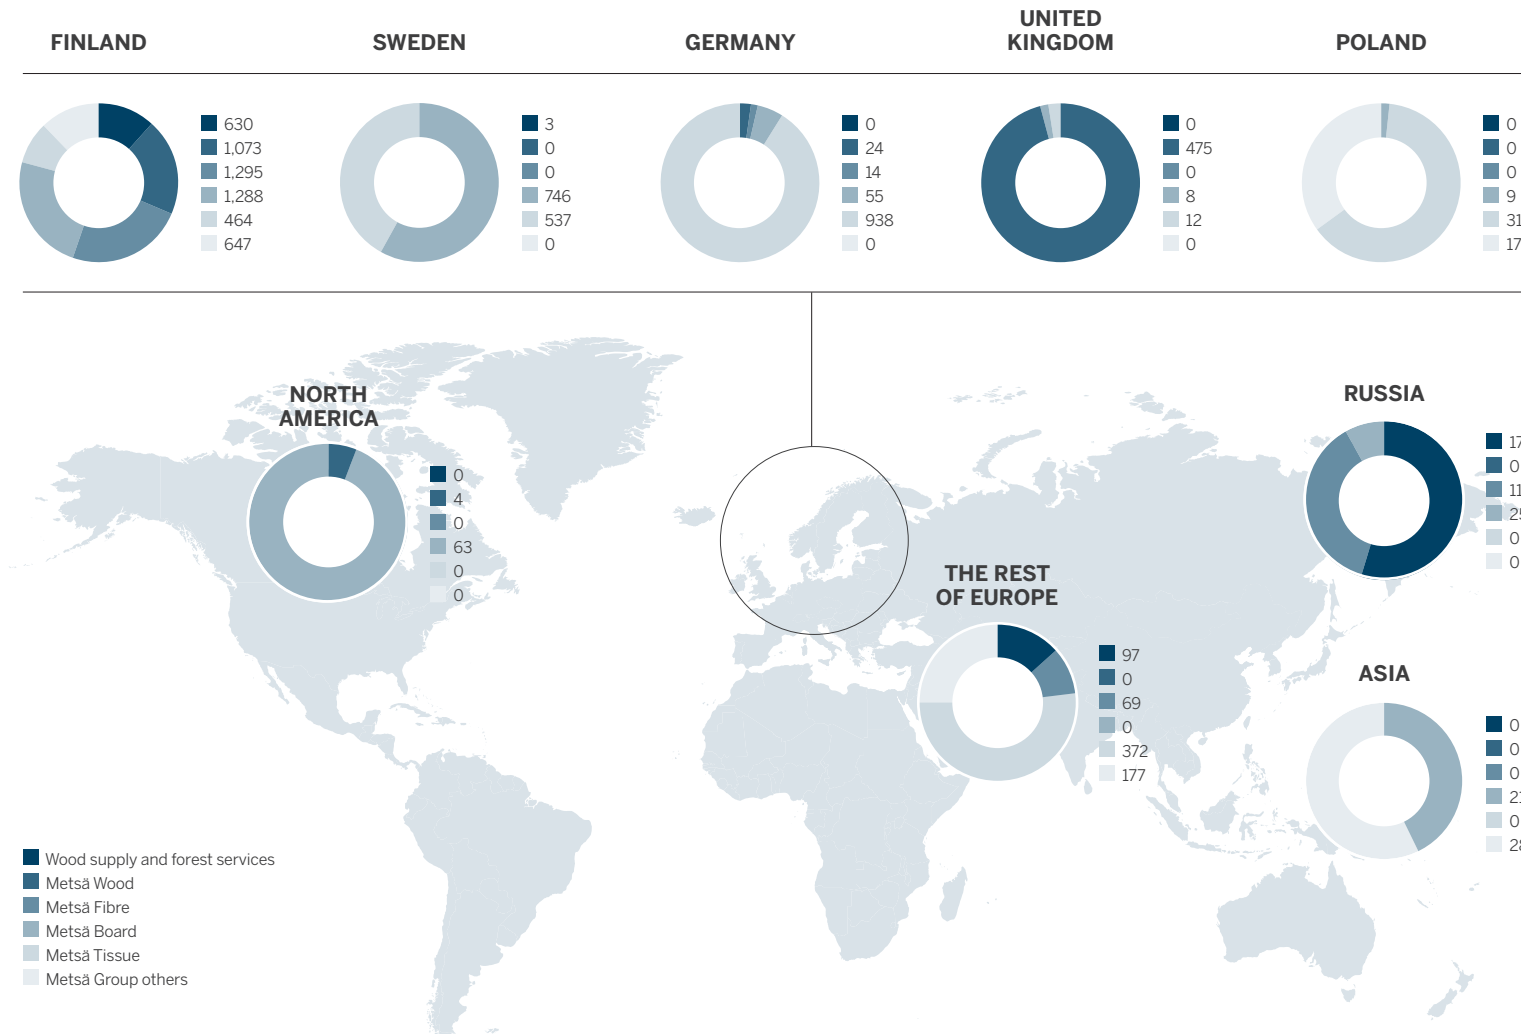 FINLAND
630
1,073
1,295
1,288
464
647
SWEDEN
3
0
0
746
537
0
GERMANY
0
24
14
55
938
0
UNITED
KINGDOM
0
475
0
8
12
0
POLAND
0
0
0
9
NORTH
AMERICA
0
4
0
63
0
0
THE REST
OF EUROPE
97
0
69
0
372
177
RUSSIA
0
0
0
ASIA
0
0
0
0
Wood supply and forest services
Metsä Wood
Metsä Fibre
Metsä Board
Metsä Tissue
Metsä Group others